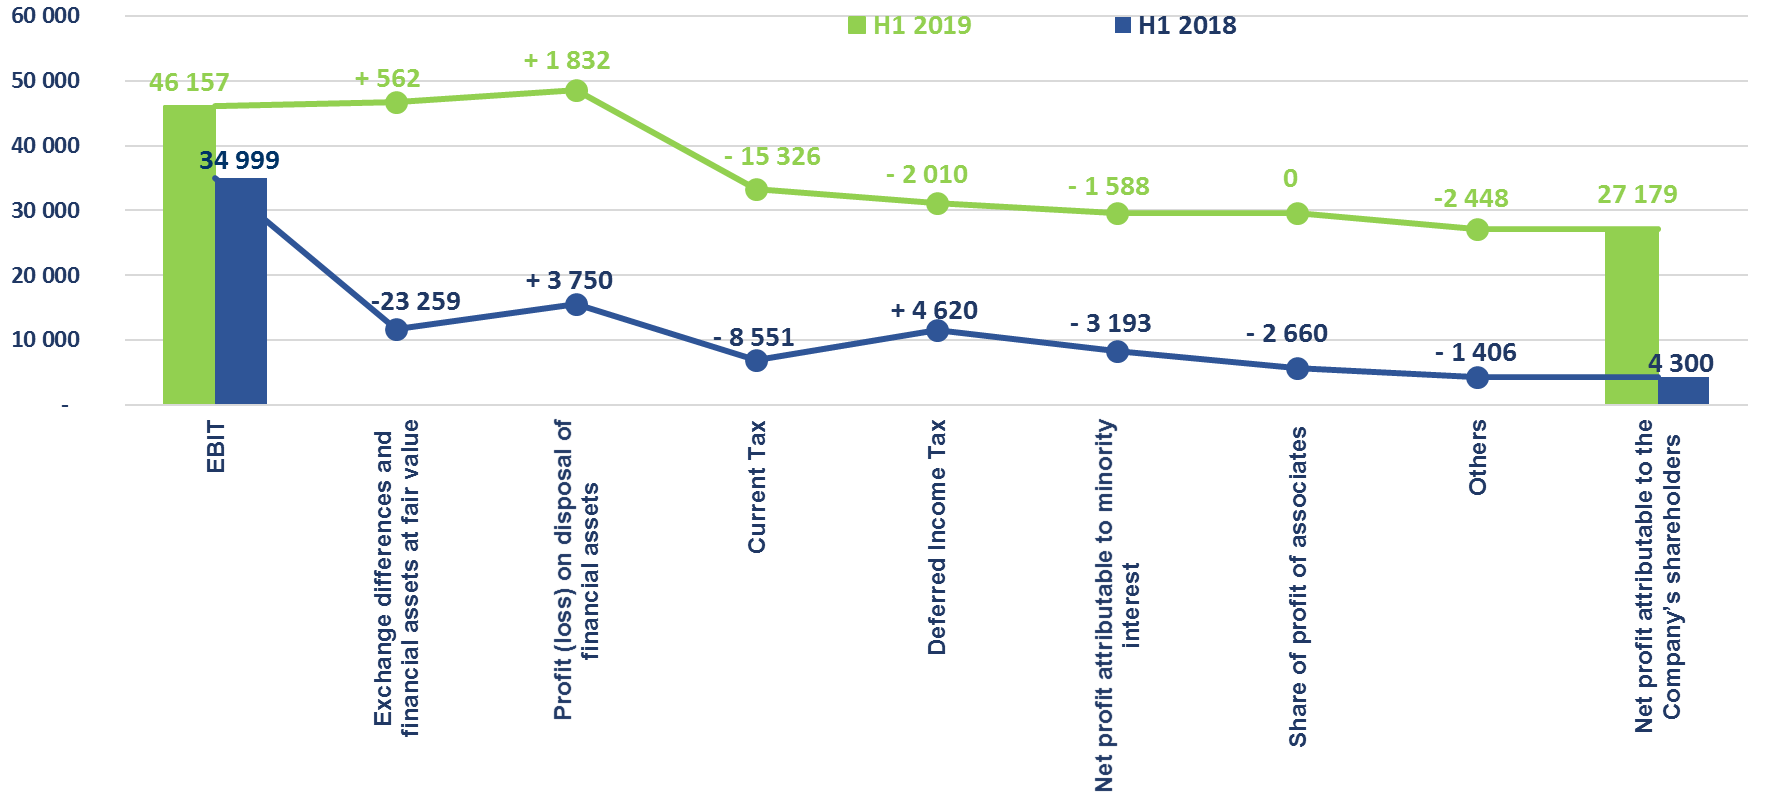 60 000
50 000
40 000
30 000
20 000
10 000
-
H1 2019
H1 2018
46 157
+ 562
+ 1 832
- 15 326
- 2 010
- 1 588
0
-2 448
27 179
34 999
-23 259
+ 3 750
- 8 551
+ 4 620
- 3 193
- 2 660
- 1 406
4 300
EBIT
Exchange differences and
financial assets at fair value
Profit (loss) on disposal of
financial assets
Current Tax
Deferred Income Tax
Net profit attributable to minority
interest
Share of profit of associates
Others
Net profit attributable to the
Company's shareholders